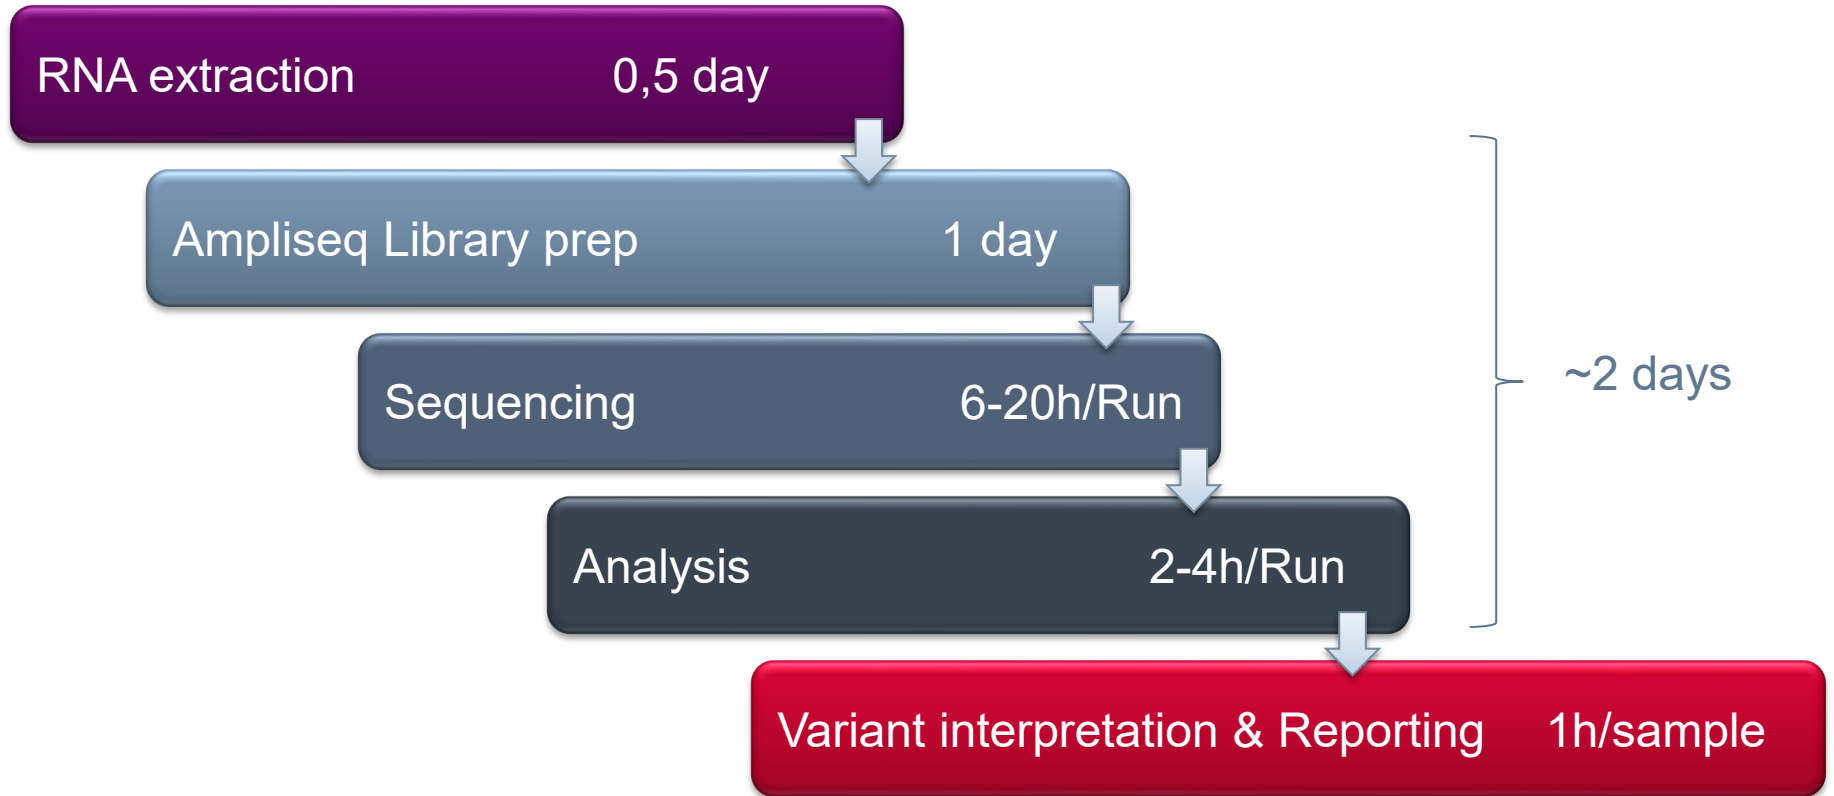 RNA extraction 0,5 day
Ampliseq Library prep 1 day
Sequencing 6-20h/Run
~2 days
Analysis 2-4h/Run
Variant interpretation & Reporting 1h/sample